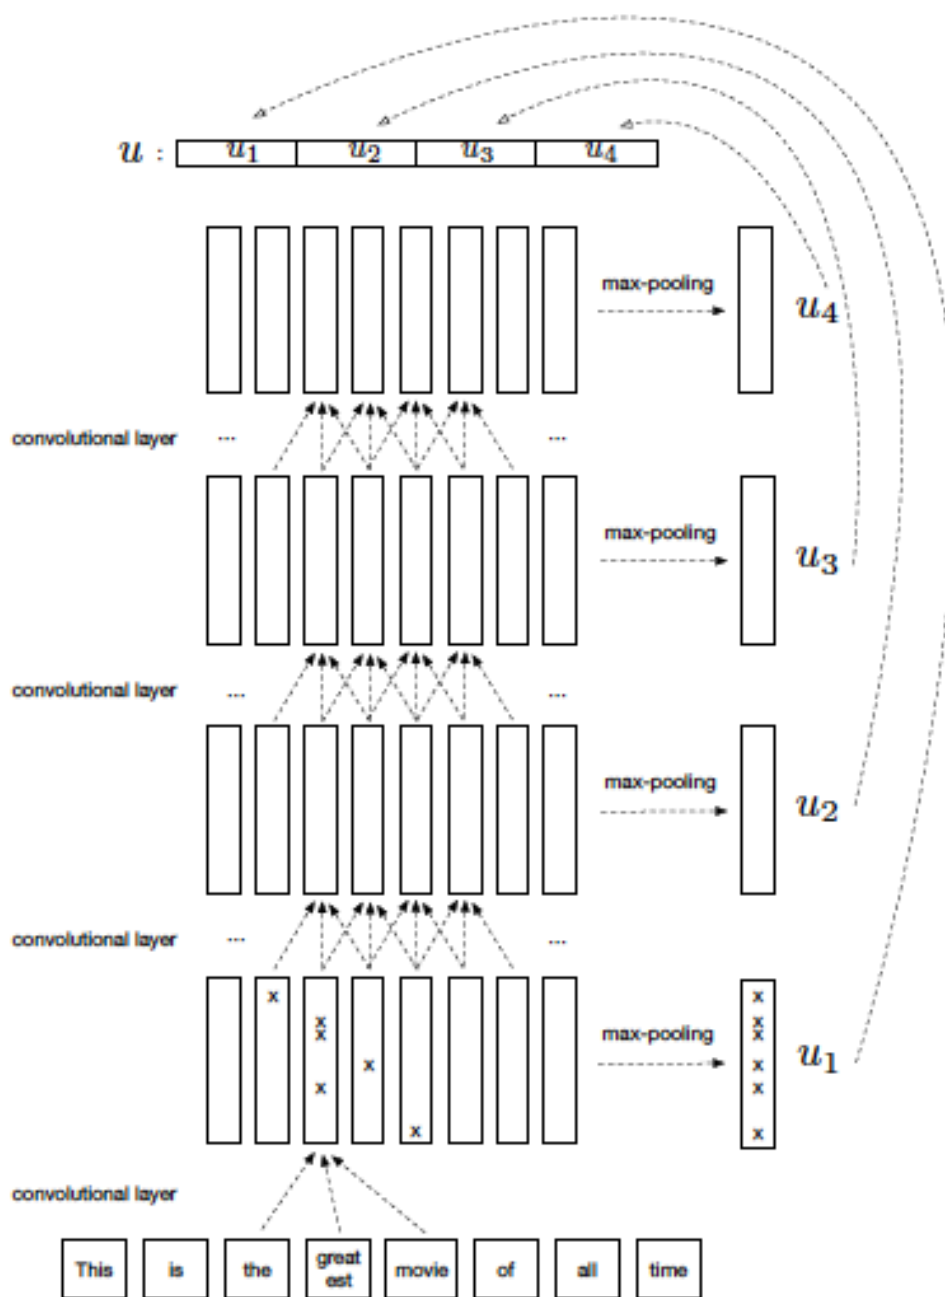 u : u1 u2 u3 u4
max-pooling
u4
convolutional layer ... ...
max-pooling
u3
convolutional layer ... ...
max-pooling
u2
convolutional layer ... ...
x x
x x
x x
max-pooling
u1
x x
x x
x x
convolutional layer
This is the great est movie of all time